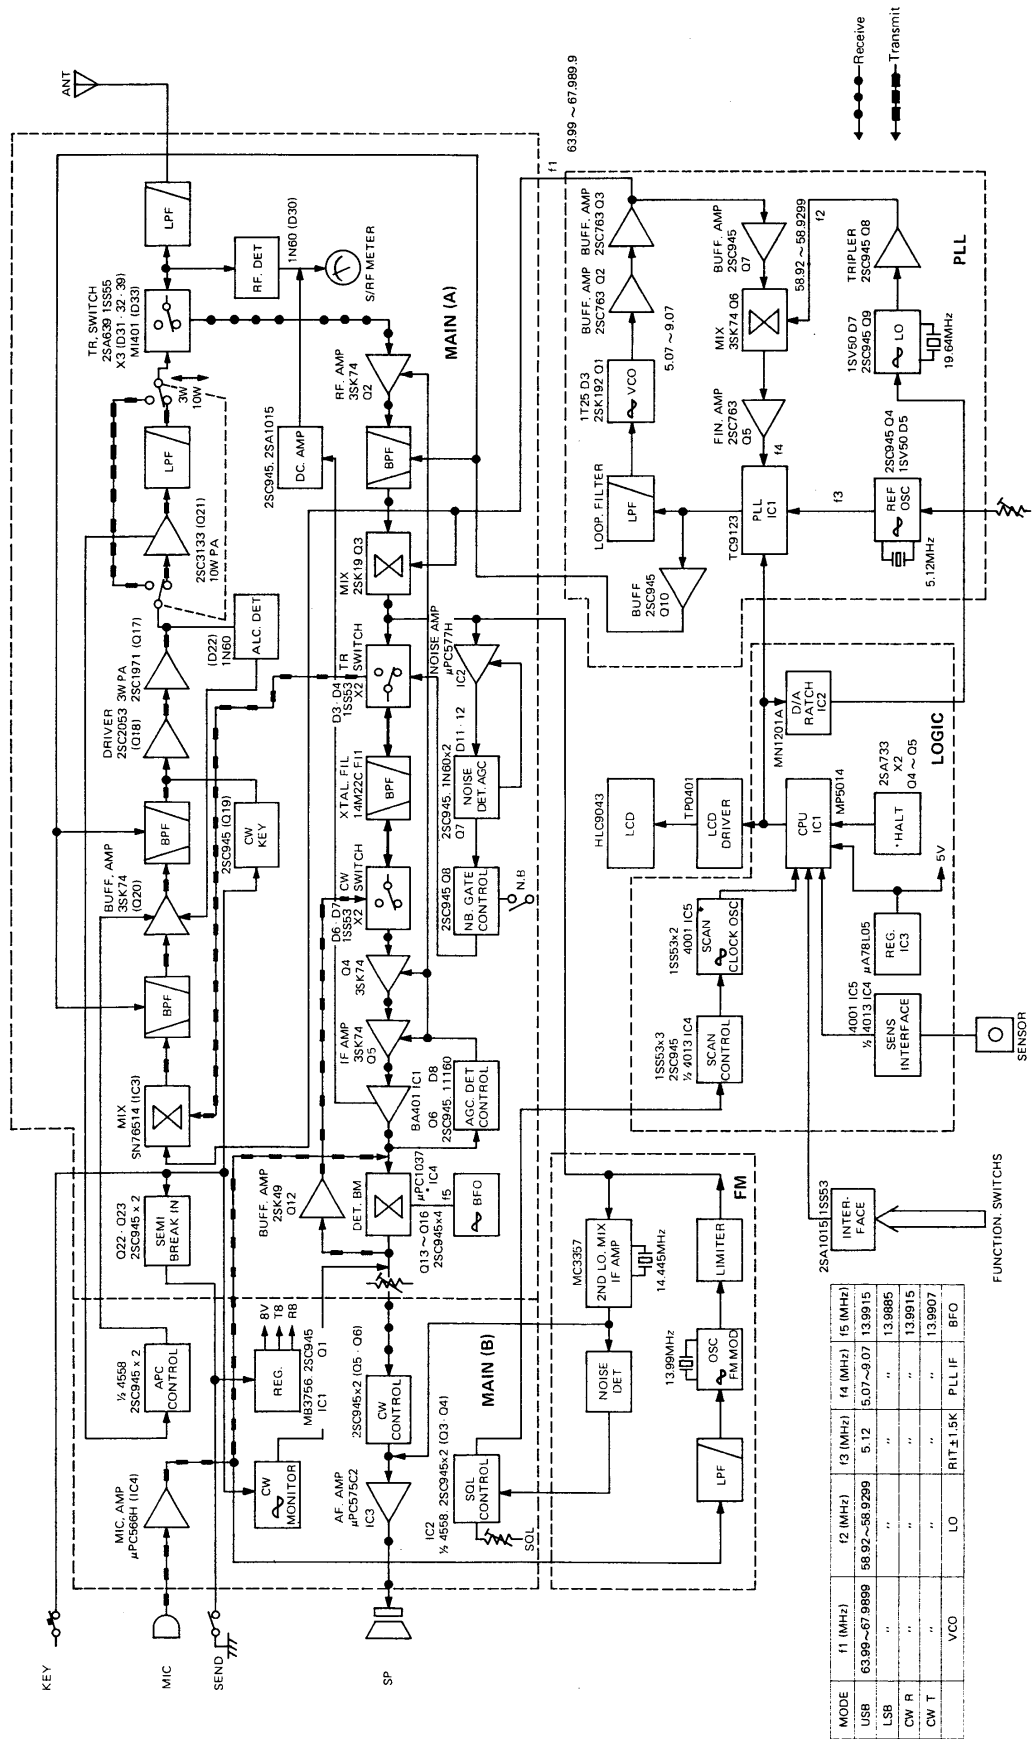 ANT
LPF
TR. SWITCH
2SA639 1SS55
X3 (D31 · 32 · 39)
MI401 (D33)
RF. DET
1N60 (D30)
S/RF METER
3W
10W
LPF
2SC3133 (Q21)
10W PA
3W PA
2SC1971 (Q17)
(D22)
1N60
ALC. DET
DRIVER
2SC2053
(Q18)
BPF
2SC945 (Q19)
CW
KEY
BUFF. AMP
3SK74
(Q20)
BPF
MIX
SN76514 (IC3)
Q22 · Q23
2SC945 x 2
SEMI
BREAK IN
½ 4558
2SC945 x 2
APC
CONTROL
MIC. AMP
µPC566H (IC4)
KEY
MIC
SEND
SP
MAIN (A)
RF. AMP
3SK74
Q2
2SC945. 2SA1015
DC. AMP
BPF
MIX
2SK19 Q3
NOISE AMP
µPC577H
IC2
D3 · D4 TR
1SS53 SWITCH
X2
XTAL. FIL
14M22C FI1
BPF
D11 · 12
2SC945. 1N60x2
Q7
NOISE
DET. AGC
D6 · D7 CW
1SS53 SWITCH
X2
2SC945 Q8
NB. GATE
CONTROL
N.B
Q4
3SK74
IF AMP
3SK74
Q5
BA401 IC1
Q6 D8
2SC945. 11160
AGC. DET
CONTROL
BUFF. AMP
2SK49
Q12
DET. BM
µPC1037
* IC4
f5
BFO
Q13～Q16
2SC945x4
8V
T8
R8
REG.
MB3756. 2SC945
IC1 Q1
CW
MONITOR
2SC945x2 (Q5 · Q6)
CW
CONTROL
MAIN (B)
AF. AMP
µPC575C2
IC3
IC2
½ 4558. 2SC945x2 (Q3 · Q4)
SQL
CONTROL
SQL
f1
63.99 ～ 67.989.9
BUFF. AMP
2SC763 Q3
BUFF. AMP
2SC763 Q2
5.07 ～ 9.07
1T25 D3
2SK192 Q1
VCO
LOOP FILTER
LPF
BUFF
2SC945
Q10
BUFF. AMP
2SC945
Q7
MIX
3SK74 Q6
58.92 ～ 58.9299
f2
FIN. AMP
2SC763
Q5
f4
PLL
IC1
TC9123
f3
TRIPLER
2SC945 Q8
1SV50 D7
2SC945 Q9
LO
19.64MHz
2SC945 Q4
1SV50 D5
REF
OSC
5.12MHz
PLL
Receive
Transmit
HLC9043
LCD
TP0401
LCD
DRIVER
MN1201A
D/A
RATCH
IC2
LOGIC
CPU
IC1
MP5014
2SA733
X2
Q4～Q5
*HALT
5V
µA78L05
REG.
IC3
1SS53x2
4001 IC5
SCAN *
CLOCK OSC
1SS53x3
2SC945
½ 4013 IC4
SCAN
CONTROL
4001 IC5
½ 4013 IC4
SENS
INTERFACE
SENSOR
2SA1015 1SS53
INTER-
FACE
FUNCTION. SWITCHS
FM
MC3357
2ND LO. MIX
IF AMP
14.445MHz
NOISE
DET
LIMITER
13.99MHz
OSC
FM MOD
LPF
MODE f1 (MHz) f2 (MHz) f3 (MHz) f4 (MHz) f5 (MHz)
USB 63.99～67.9899 58.92～58.9299 5.12 5.07～9.07 13.9915
LSB " " " " 13.9885
CW R " " " " 13.9915
CW T " " " " 13.9907
VCO LO RIT±1.5K PLL IF BFO